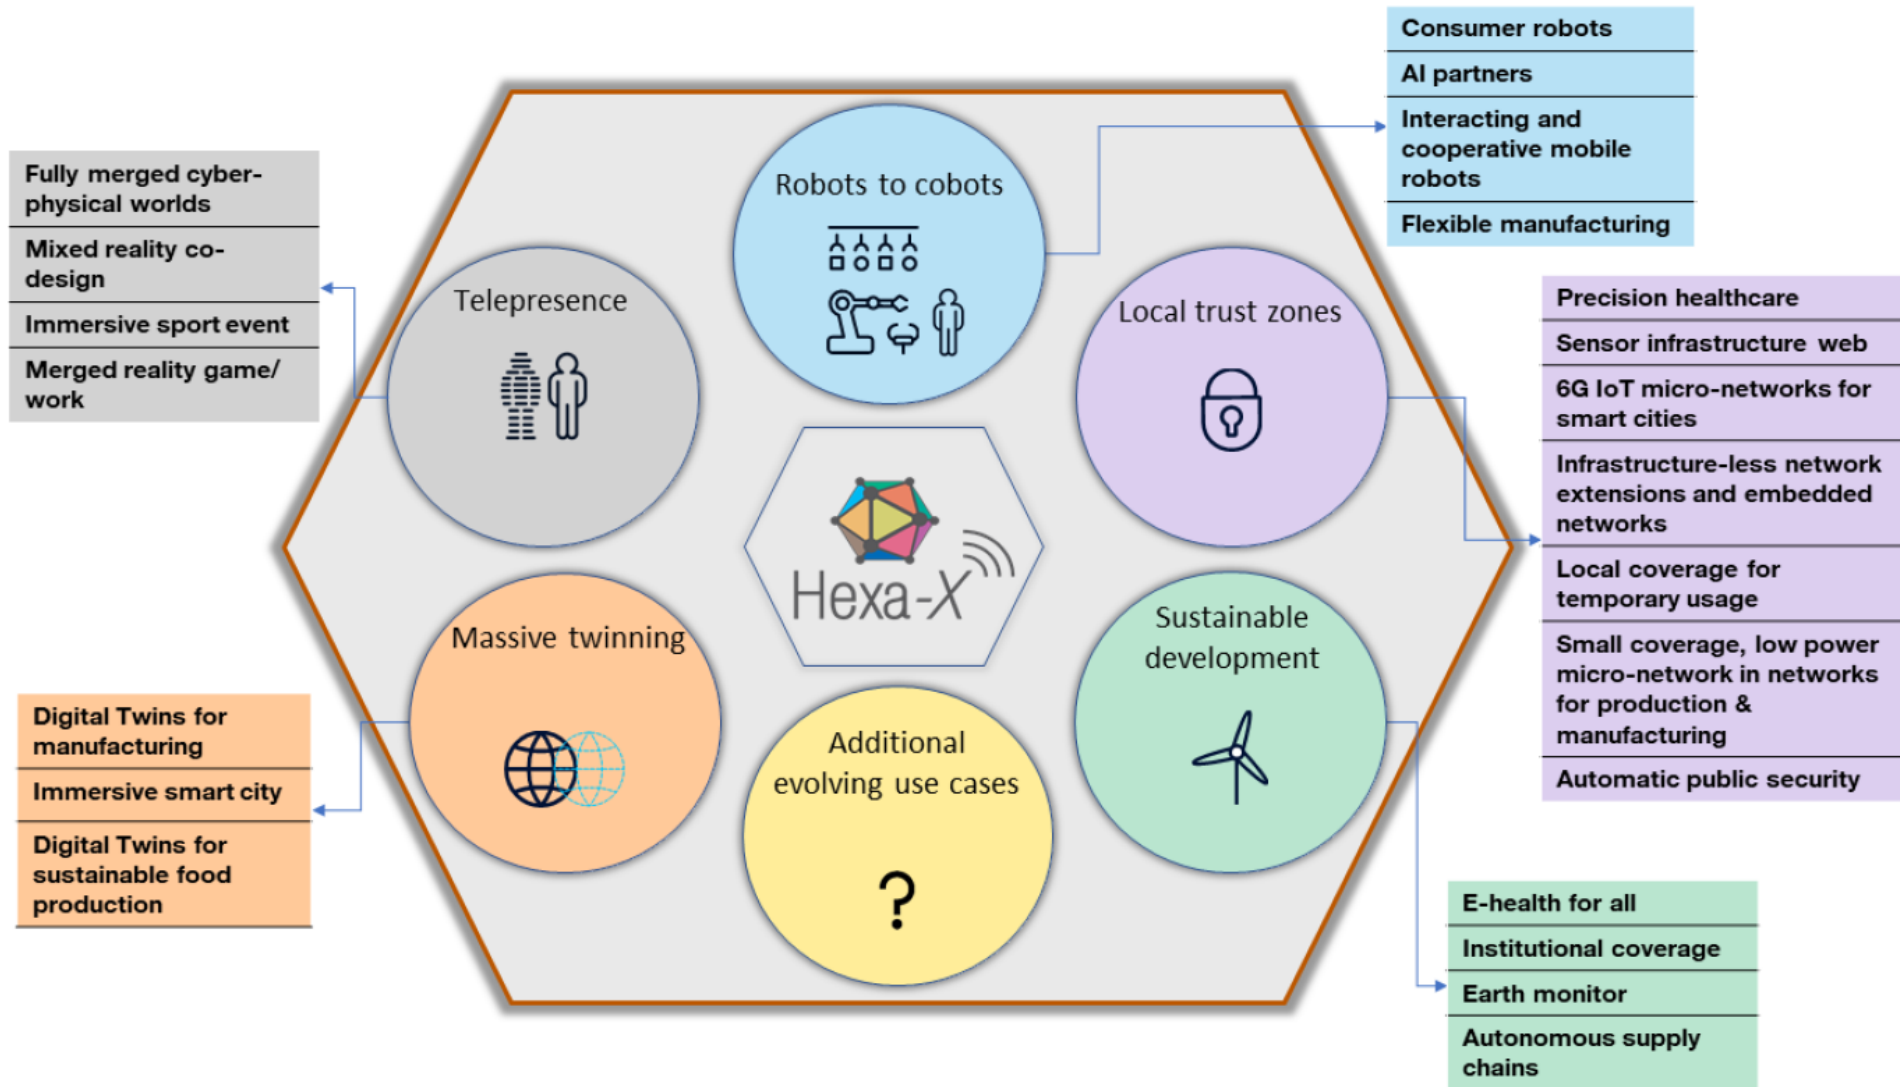 Consumer robots
AI partners
Interacting and
cooperative mobile
robots
Flexible manufacturing
Fully merged cyber-
physical worlds
Mixed reality co-
design
Immersive sport event
Merged reality game/
work
Robots to cobots
Telepresence
Local trust zones
Precision healthcare
Sensor infrastructure web
6G IoT micro-networks for
smart cities
Infrastructure-less network
extensions and embedded
networks
Local coverage for
temporary usage
Small coverage, low power
micro-network in networks
for production &
manufacturing
Automatic public security
Hexa-X
Massive twinning
Sustainable
development
Additional
evolving use cases
?
Digital Twins for
manufacturing
Immersive smart city
Digital Twins for
sustainable food
production
E-health for all
Institutional coverage
Earth monitor
Autonomous supply
chains